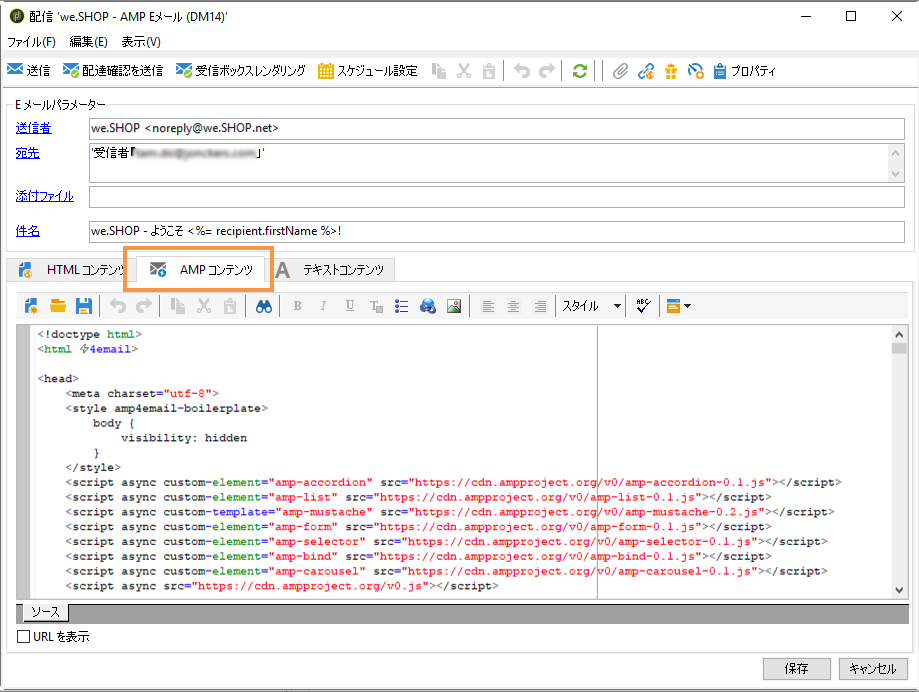 配信 'we.SHOP - AMP Eメール (DM14)'
ファイル(F) 編集(E) 表示(V)
送信 配達確認を送信 受信ボックスレンダリング スケジュール設定 プロパティ
Eメールパラメーター
送信者 we.SHOP <noreply@we.SHOP.net>
宛先 '受信者「 」'
添付ファイル
件名 we.SHOP - ようこそ <%= recipient.firstName %>!
HTML コンテンツ AMP コンテンツ A テキストコンテンツ
B I U T スタイル ABC
<!doctype html>
<html ⚡4email>
<head>
<meta charset="utf-8">
<style amp4email-boilerplate>
body {
visibility: hidden
}
</style>
<script async custom-element="amp-accordion" src="https://cdn.ampproject.org/v0/amp-accordion-0.1.js"></script>
<script async custom-element="amp-list" src="https://cdn.ampproject.org/v0/amp-list-0.1.js"></script>
<script async custom-template="amp-mustache" src="https://cdn.ampproject.org/v0/amp-mustache-0.2.js"></script>
<script async custom-element="amp-form" src="https://cdn.ampproject.org/v0/amp-form-0.1.js"></script>
<script async custom-element="amp-selector" src="https://cdn.ampproject.org/v0/amp-selector-0.1.js"></script>
<script async custom-element="amp-bind" src="https://cdn.ampproject.org/v0/amp-bind-0.1.js"></script>
<script async custom-element="amp-carousel" src="https://cdn.ampproject.org/v0/amp-carousel-0.1.js"></script>
<script async src="https://cdn.ampproject.org/v0.js"></script>
ソース
URL を表示
保存 キャンセル